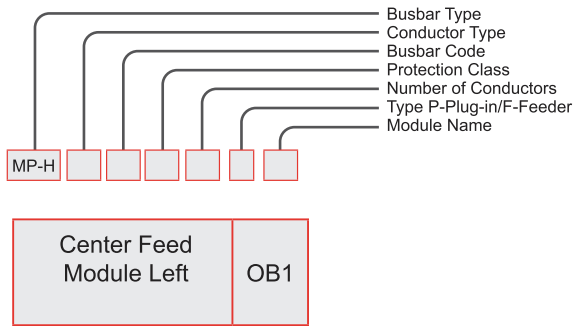 Busbar Type
Conductor Type
Busbar Code
Protection Class
Number of Conductors
Type P-Plug-in/F-Feeder
Module Name
MP-H
Center Feed
Module Left
OB1